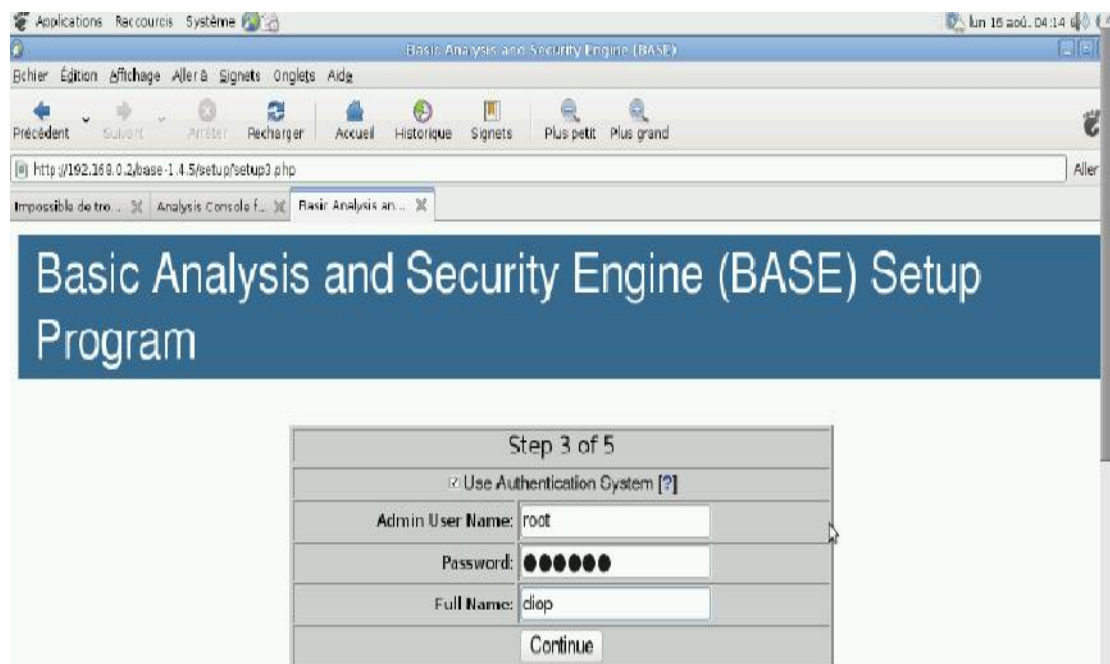 Applications Raccourcis Système lun 16 aoû. 04:14
Basic Analysis and Security Engine (BASE)
Fichier Édition Affichage Aller à Signets Onglets Aide
Précédent Suivant Arrêter Recharger Accueil Historique Signets Plus petit Plus grand
http://192.168.0.2/base-1.4.5/setup/setup3.php Aller
Impossible de tro... Analysis Console f... Basic Analysis an...
Basic Analysis and Security Engine (BASE) Setup
Program
Step 3 of 5
Use Authentication System [?]
Admin User Name: root
Password: ●●●●●●
Full Name: diop
Continue